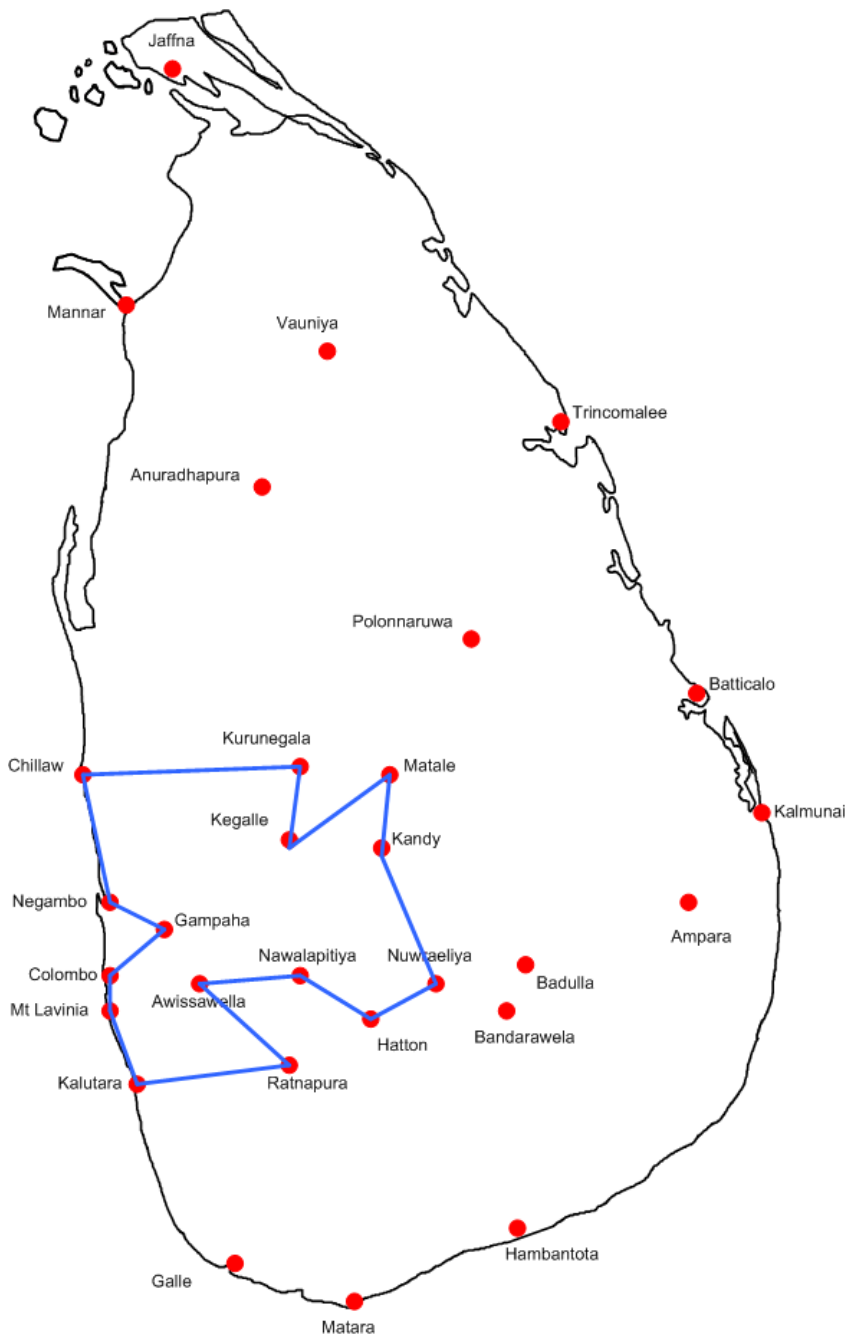 Jaffna
Mannar
Vauniya
Trincomalee
Anuradhapura
Polonnaruwa
Batticalo
Kurunegala
Chillaw
Matale
Kalmunai
Kegalle
Kandy
Negambo
Gampaha
Ampara
Colombo
Nawalapitiya
Nuwraeliya
Badulla
Awissawella
Mt Lavinia
Hatton
Bandarawela
Kalutara
Ratnapura
Hambantota
Galle
Matara